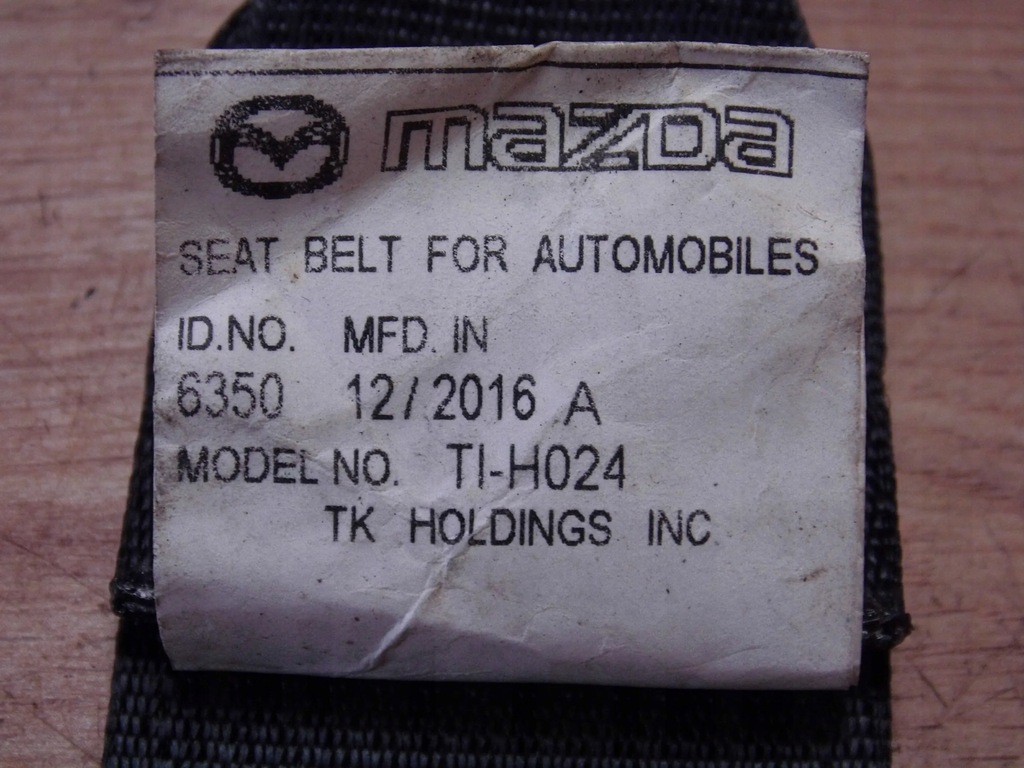 mazDa
SEAT BELT FOR AUTOMOBILES
ID.NO. MFD. IN
6350 12/2016 A
MODEL NO. TI-H024
TK HOLDINGS INC